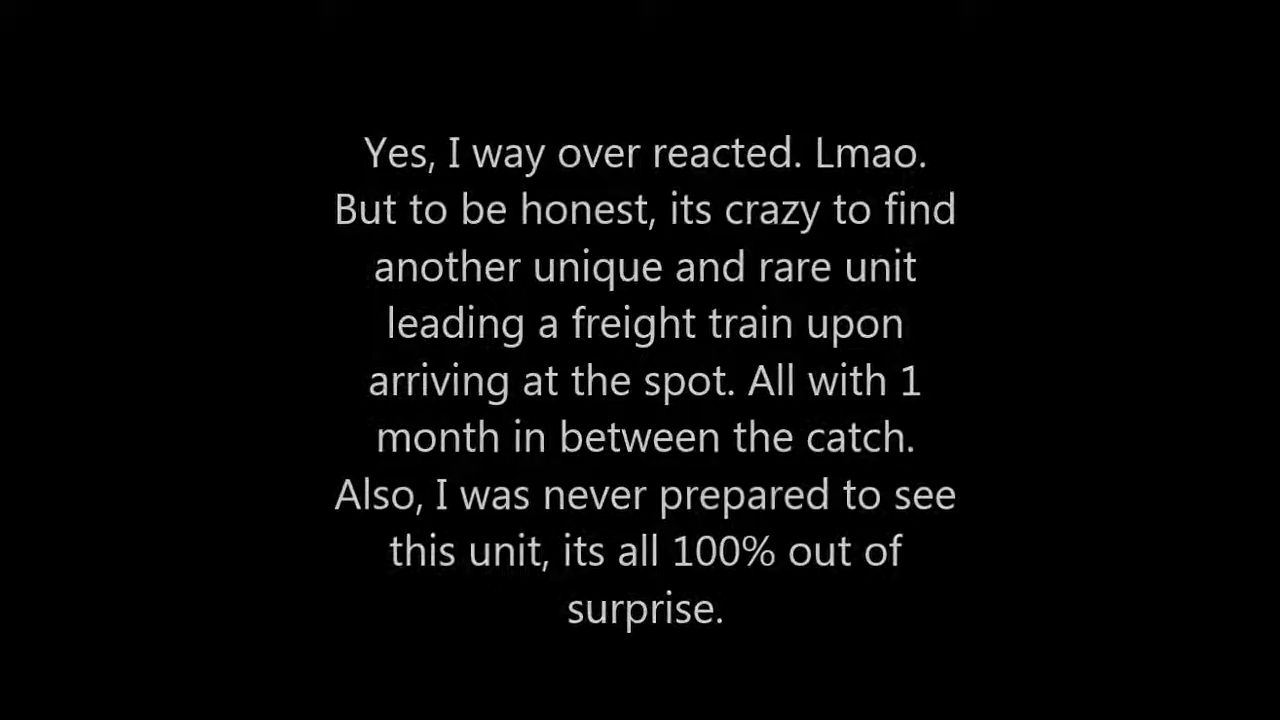 Yes, I way over reacted. Lmao.
But to be honest, its crazy to find
another unique and rare unit
leading a freight train upon
arriving at the spot. All with 1
month in between the catch.
Also, I was never prepared to see
this unit, its all 100% out of
surprise.